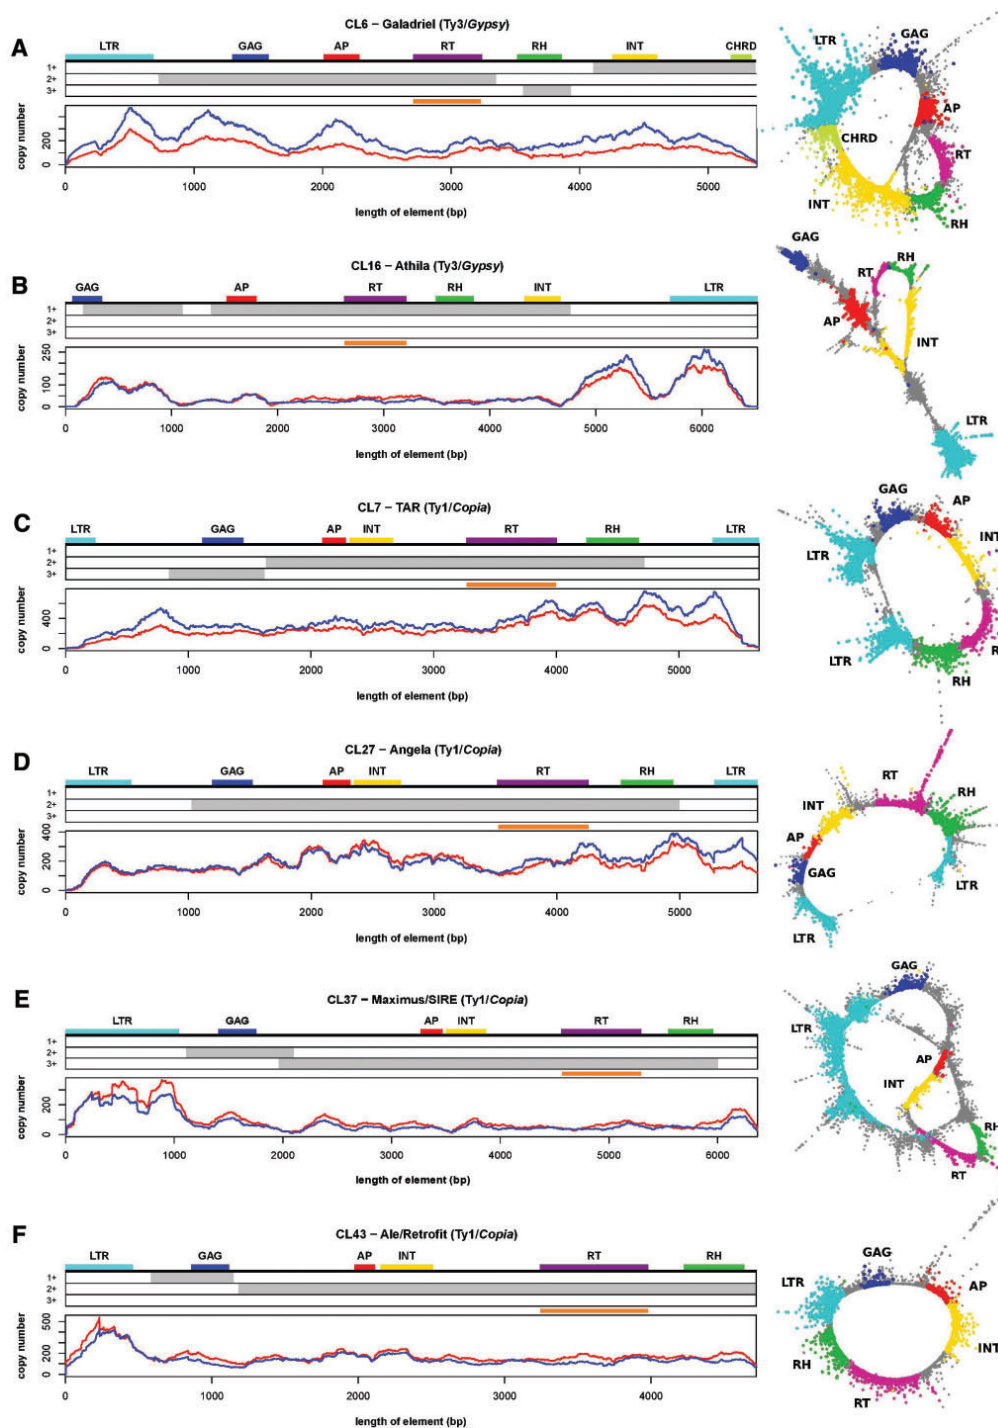 A
CL6 – Galadriel (Ty3/Gypsy)
LTR GAG AP RT RH INT CHRD
1+
2+
3+
copy number
200
0
0 1000 2000 3000 4000 5000
length of element (bp)
LTR
GAG
AP
CHRD
RT
INT
RH
B
CL16 – Athila (Ty3/Gypsy)
GAG AP RT RH INT LTR
1+
2+
3+
copy number
250
100
0
0 1000 2000 3000 4000 5000 6000
length of element (bp)
GAG
RT
RH
AP
INT
LTR
C
CL7 – TAR (Ty1/Copia)
LTR GAG AP INT RT RH LTR
1+
2+
3+
copy number
400
0
0 1000 2000 3000 4000 5000
length of element (bp)
GAG
AP
INT
LTR
LTR
R
RH
D
CL27 – Angela (Ty1/Copia)
LTR GAG AP INT RT RH LTR
1+
2+
3+
copy number
400
200
0
0 1000 2000 3000 4000 5000
length of element (bp)
RT
RH
INT
AP
GAG
LTR
LTR
E
CL37 – Maximus/SIRE (Ty1/Copia)
LTR GAG AP INT RT RH
1+
2+
3+
copy number
200
0
0 1000 2000 3000 4000 5000 6000
length of element (bp)
GAG
LTR
AP
INT
RH
RT
F
CL43 – Ale/Retrofit (Ty1/Copia)
LTR GAG AP INT RT RH
1+
2+
3+
copy number
500
200
0
0 1000 2000 3000 4000
length of element (bp)
GAG
LTR
AP
INT
RH
RT